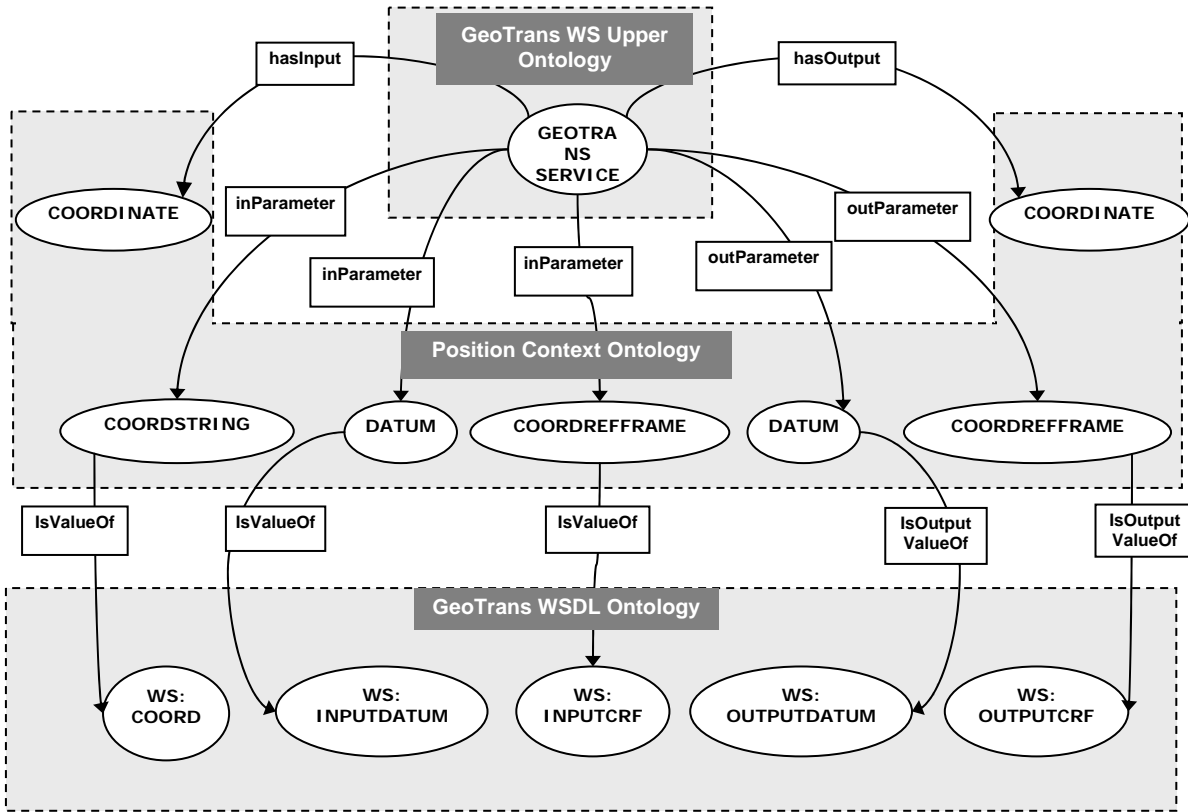 GeoTrans WS Upper
Ontology
hasInput
hasOutput
GEOTRA
NS
SERVICE
COORDINATE
inParameter
outParameter
COORDINATE
inParameter
inParameter
outParameter
Position Context Ontology
COORDSTRING
DATUM
COORDREFFRAME
DATUM
COORDREFFRAME
IsValueOf
IsValueOf
IsValueOf
IsOutput
ValueOf
IsOutput
ValueOf
GeoTrans WSDL Ontology
WS:
COORD
WS:
INPUTDATUM
WS:
INPUTCRF
WS:
OUTPUTDATUM
WS:
OUTPUTCRF